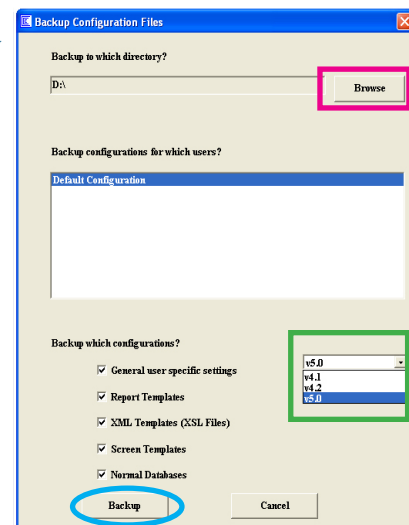 Backup Configuration Files
Backup to which directory?
D:\
Browse
Backup configurations for which users?
Default Configuration
Backup which configurations?
v5.0
General user specific settings
v4.1
v4.2
Report Templates
v5.0
XML Templates (XSL Files)
Screen Templates
Normal Databases
Backup Cancel